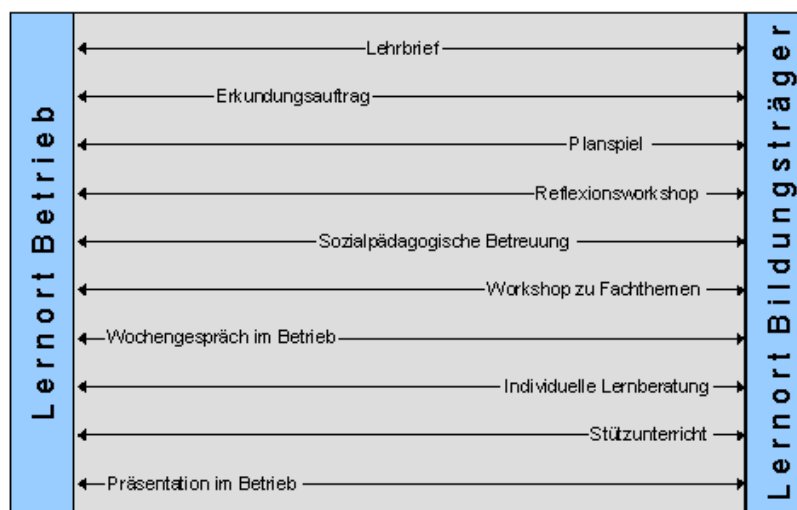 Lernort Betrieb
Lehrbrief
Erkundungsauftrag
Planspiel
Reflexionsworkshop
Sozialpädagogische Betreuung
Workshop zu Fachthemen
Wochengespräch im Betrieb
Individuelle Lernberatung
Stützunterricht
Präsentation im Betrieb
Lernort Bildungsträger